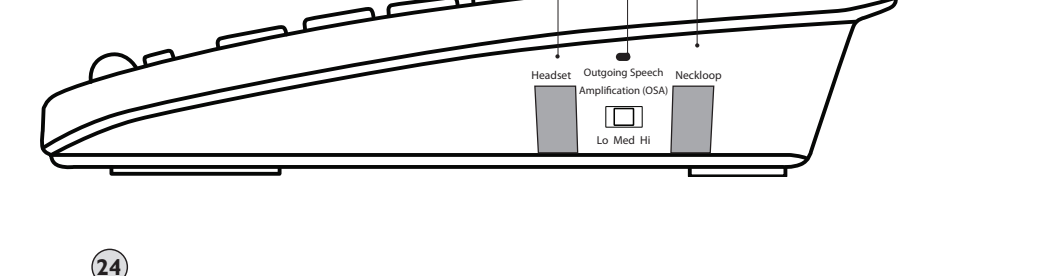 Headset
Outgoing Speech
Amplification (OSA)
Neckloop
Lo Med Hi
24